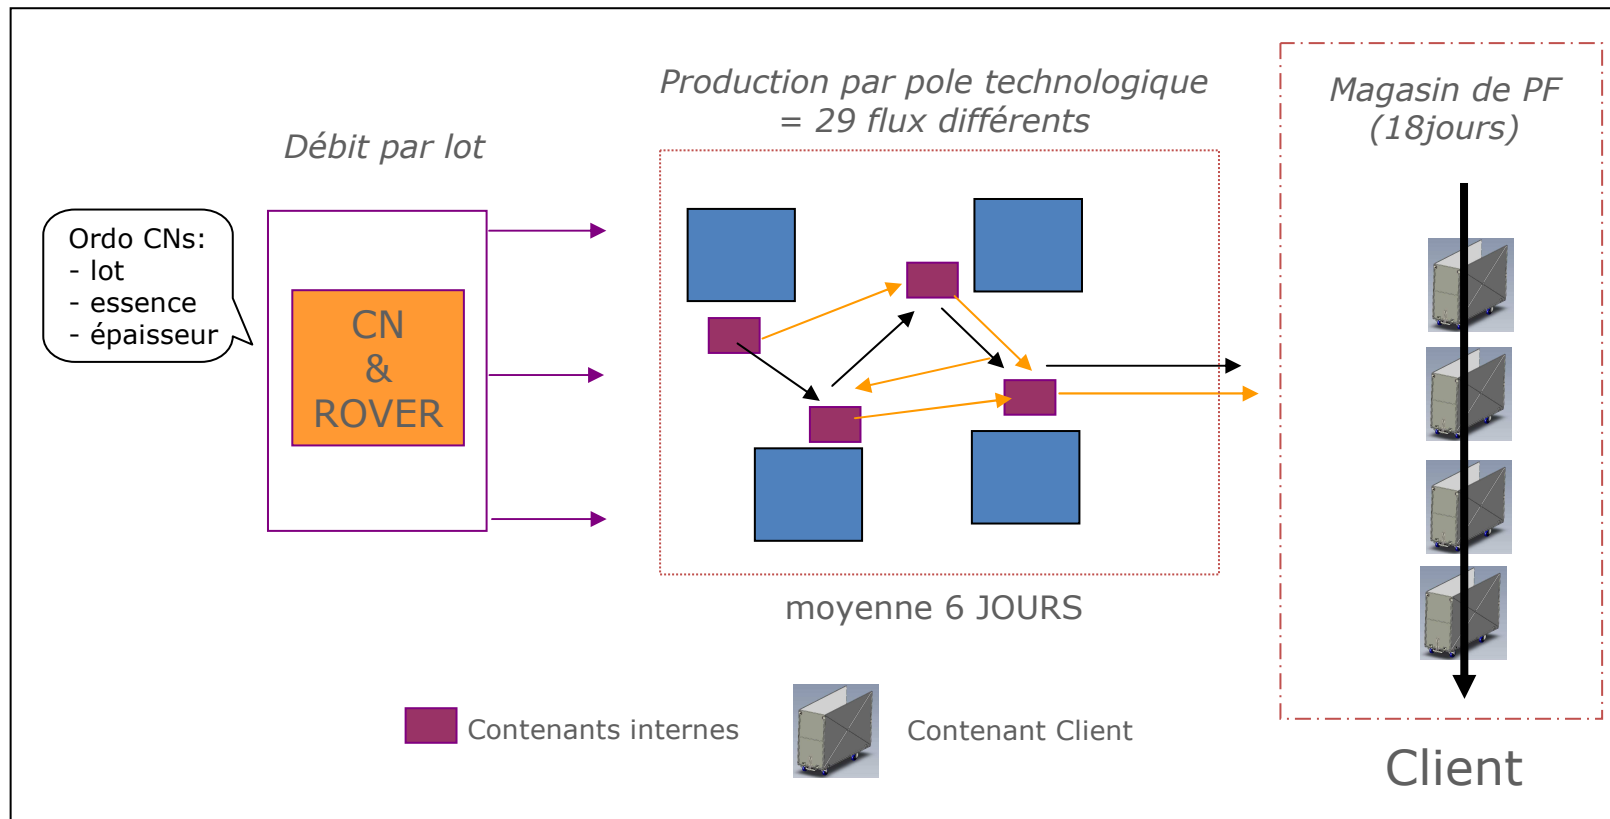 Production par pole technologique
= 29 flux différents
Magasin de PF
(18jours)
Débit par lot
Ordo CNs:
- lot
- essence
- épaisseur
CN
&
ROVER
moyenne 6 JOURS
Contenants internes
Contenant Client
Client